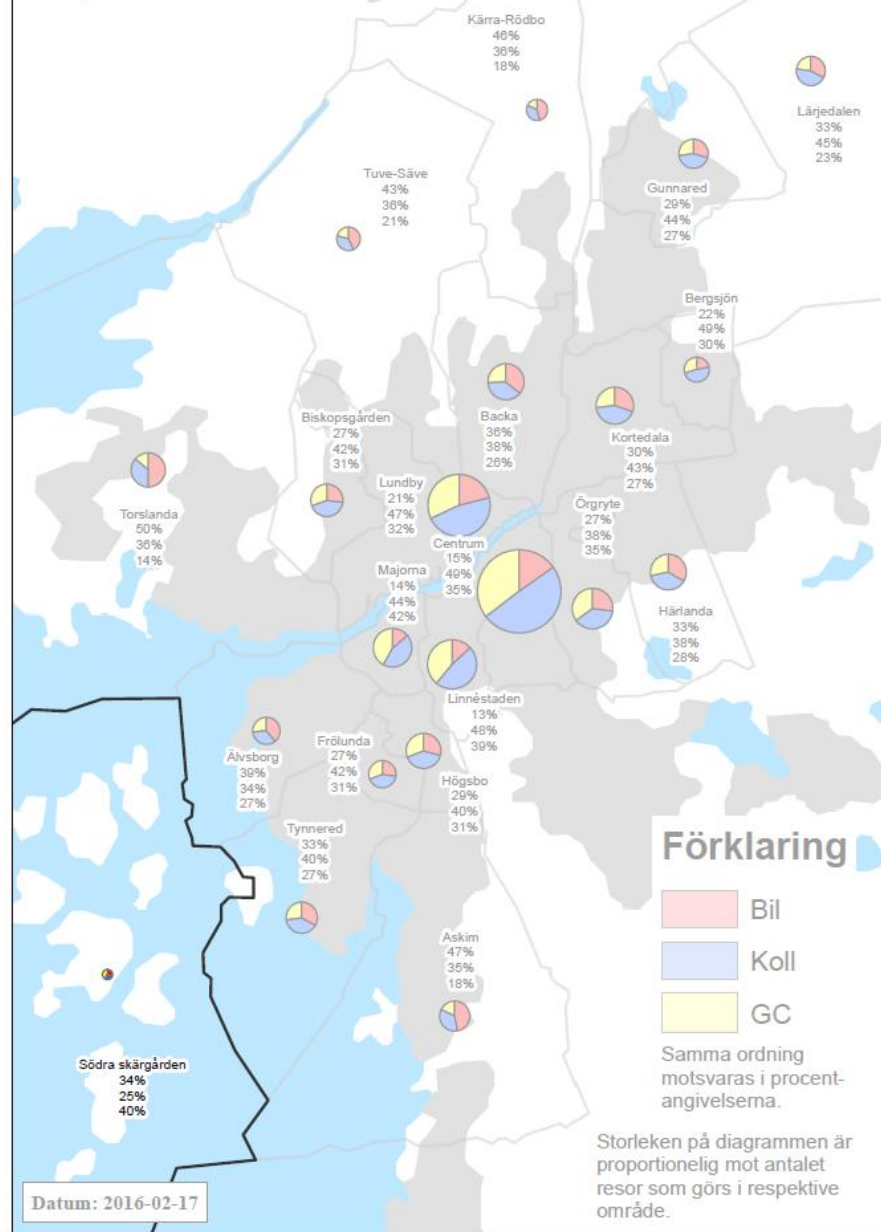 Kärra-Rödbo
46%
36%
18%
Lärjedalen
33%
45%
23%
Tuve-Säve
43%
36%
21%
Gunnared
29%
44%
27%
Bergsjön
22%
49%
30%
Biskopsgården
27%
42%
31%
Backa
36%
38%
26%
Kortedala
30%
43%
27%
Torslanda
50%
36%
14%
Lundby
21%
47%
32%
Centrum
15%
49%
35%
Örgryte
27%
38%
35%
Majorna
14%
44%
42%
Härlanda
33%
38%
28%
Linnéstaden
13%
48%
39%
Älvsborg
39%
34%
27%
Frölunda
27%
42%
31%
Högsbo
29%
40%
31%
Tynnered
33%
40%
27%
Askim
47%
35%
18%
Södra skärgården
34%
25%
40%
Förklaring
Bil
Koll
GC
Samma ordning
motsvaras i procent-
angivelserna.
Storleken på diagrammen är
proportionelig mot antalet
resor som görs i respektive
område.
Datum: 2016-02-17